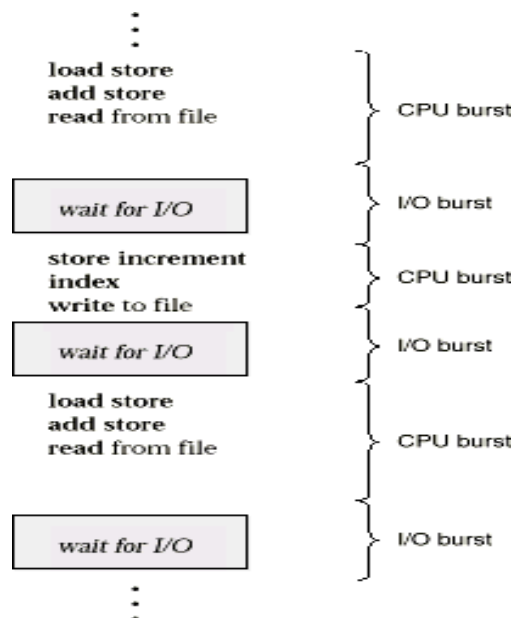 load store
add store
read from file
CPU burst
wait for I/O
I/O burst
store increment
index
write to file
CPU burst
wait for I/O
I/O burst
load store
add store
read from file
CPU burst
wait for I/O
I/O burst